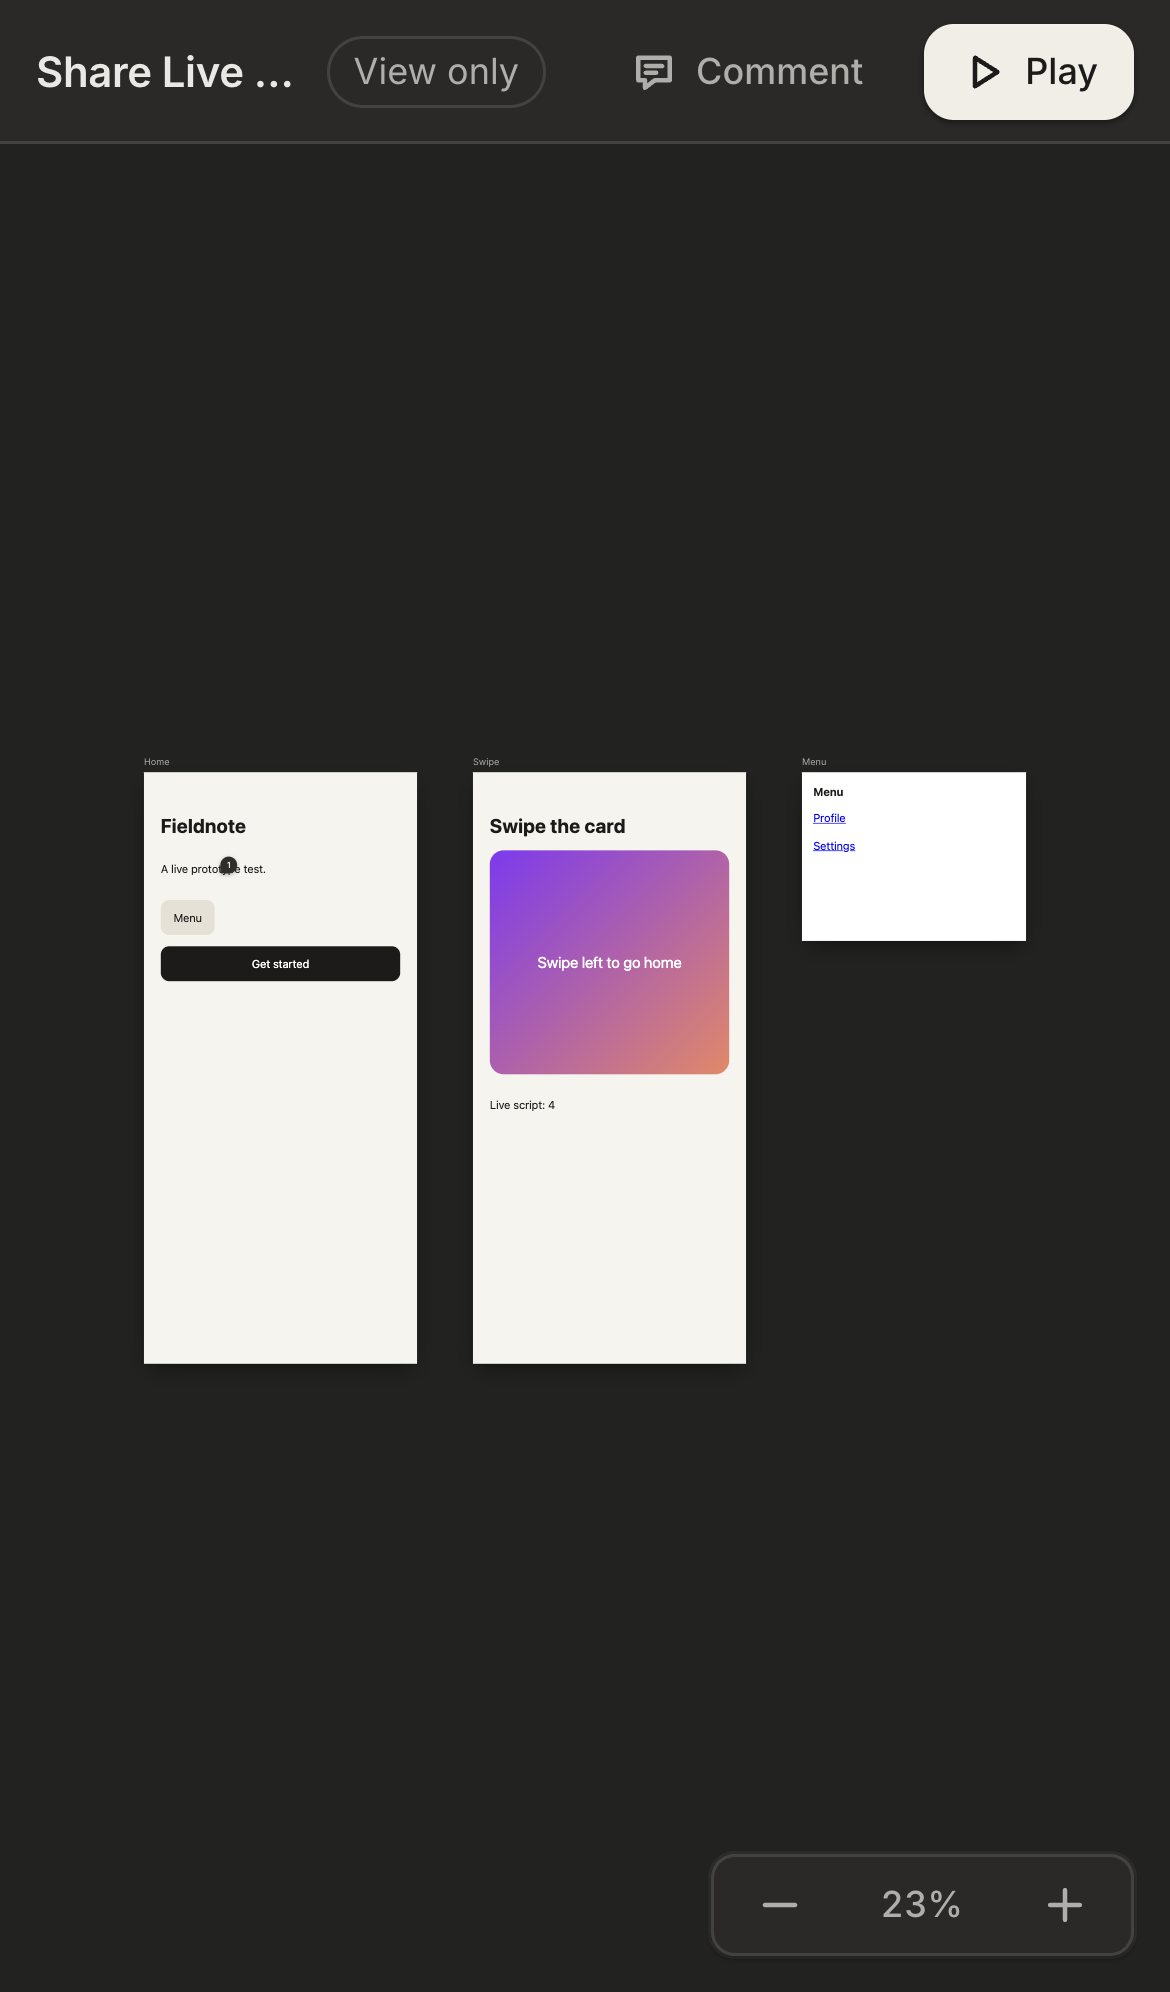 Share Live ...
View only
Comment
Play
Home
Fieldnote
A live prototype test.
1
Menu
Get started
Swipe
Swipe the card
Swipe left to go home
Live script: 4
Menu
Menu
Profile
Settings
23%